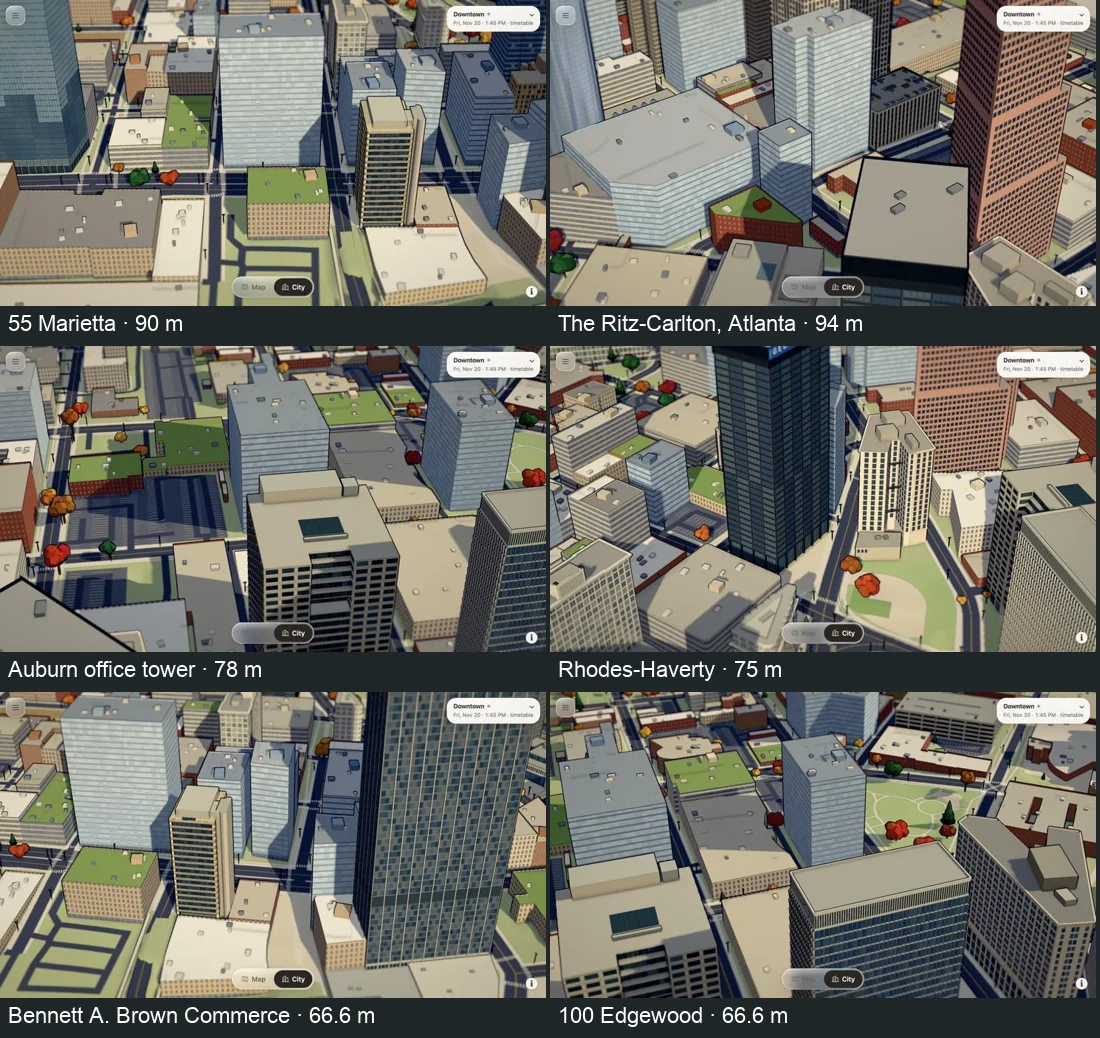 Downtown
Fri, Nov 20 · 1:45 PM · timetable
Map
City
55 Marietta · 90 m
Downtown
Fri, Nov 20 · 1:45 PM · timetable
Map
City
The Ritz-Carlton, Atlanta · 94 m
Downtown
Fri, Nov 20 · 1:45 PM · timetable
City
Auburn office tower · 78 m
Downtown
Fri, Nov 20 · 1:45 PM · timetable
Map
City
Rhodes-Haverty · 75 m
Downtown
Fri, Nov 20 · 1:45 PM · timetable
Map
City
Bennett A. Brown Commerce · 66.6 m
Downtown
Fri, Nov 20 · 1:45 PM · timetable
Map
City
100 Edgewood · 66.6 m